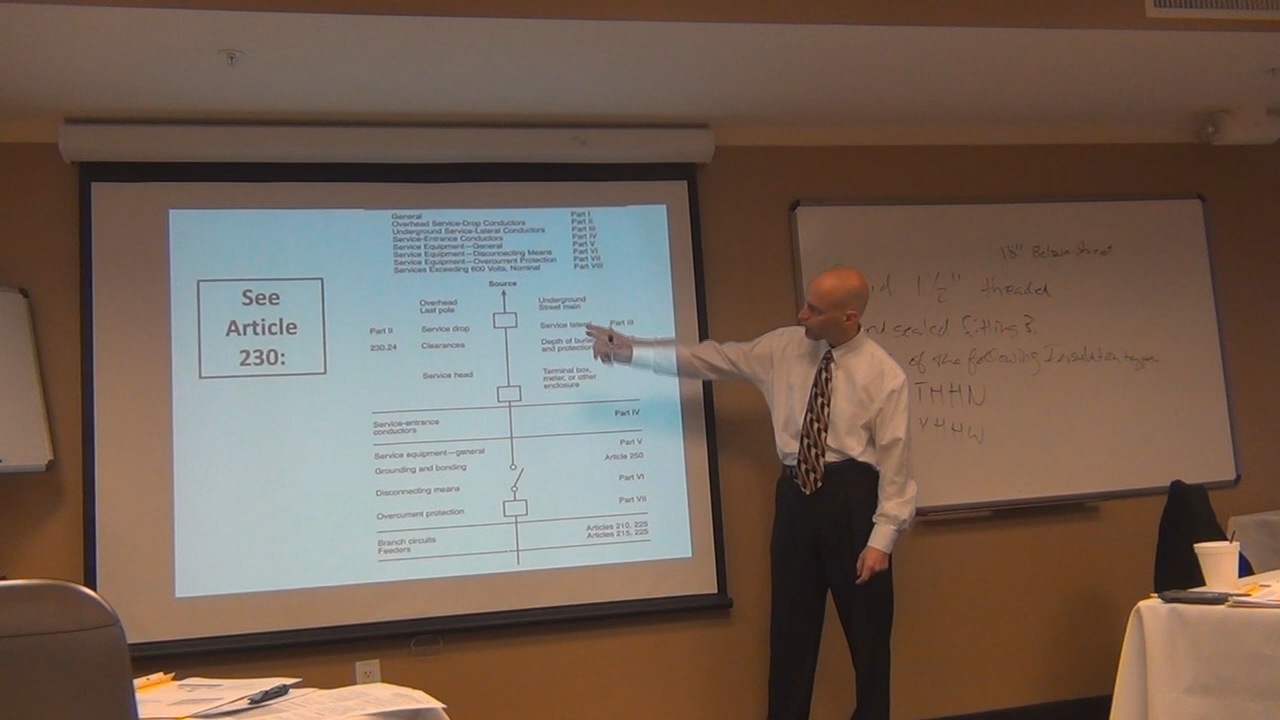 See
Article
230:
General Part I
Overhead Service-Drop Conductors Part II
Underground Service-Lateral Conductors Part III
Service-Entrance Conductors Part IV
Service Equipment—General Part V
Service Equipment—Disconnecting Means Part VI
Service Equipment—Overcurrent Protection Part VII
Services Exceeding 600 Volts, Nominal Part VIII
Source
Overhead
Last pole
Underground
Street main
Part II Service drop Service lateral Part III
230.24 Clearances
Depth of
and protection
Service head
Terminal box,
meter, or other
enclosure
Service-entrance
conductors
Part IV
Service equipment—general Part V
Grounding and bonding Article 250
Disconnecting means Part VI
Overcurrent protection Part VII
Branch circuits Articles 210, 225
Feeders Articles 215, 225
18" Below
1 1/2" threaded
sealed fitting 3
of the following Insulation types
THHN
XHHW